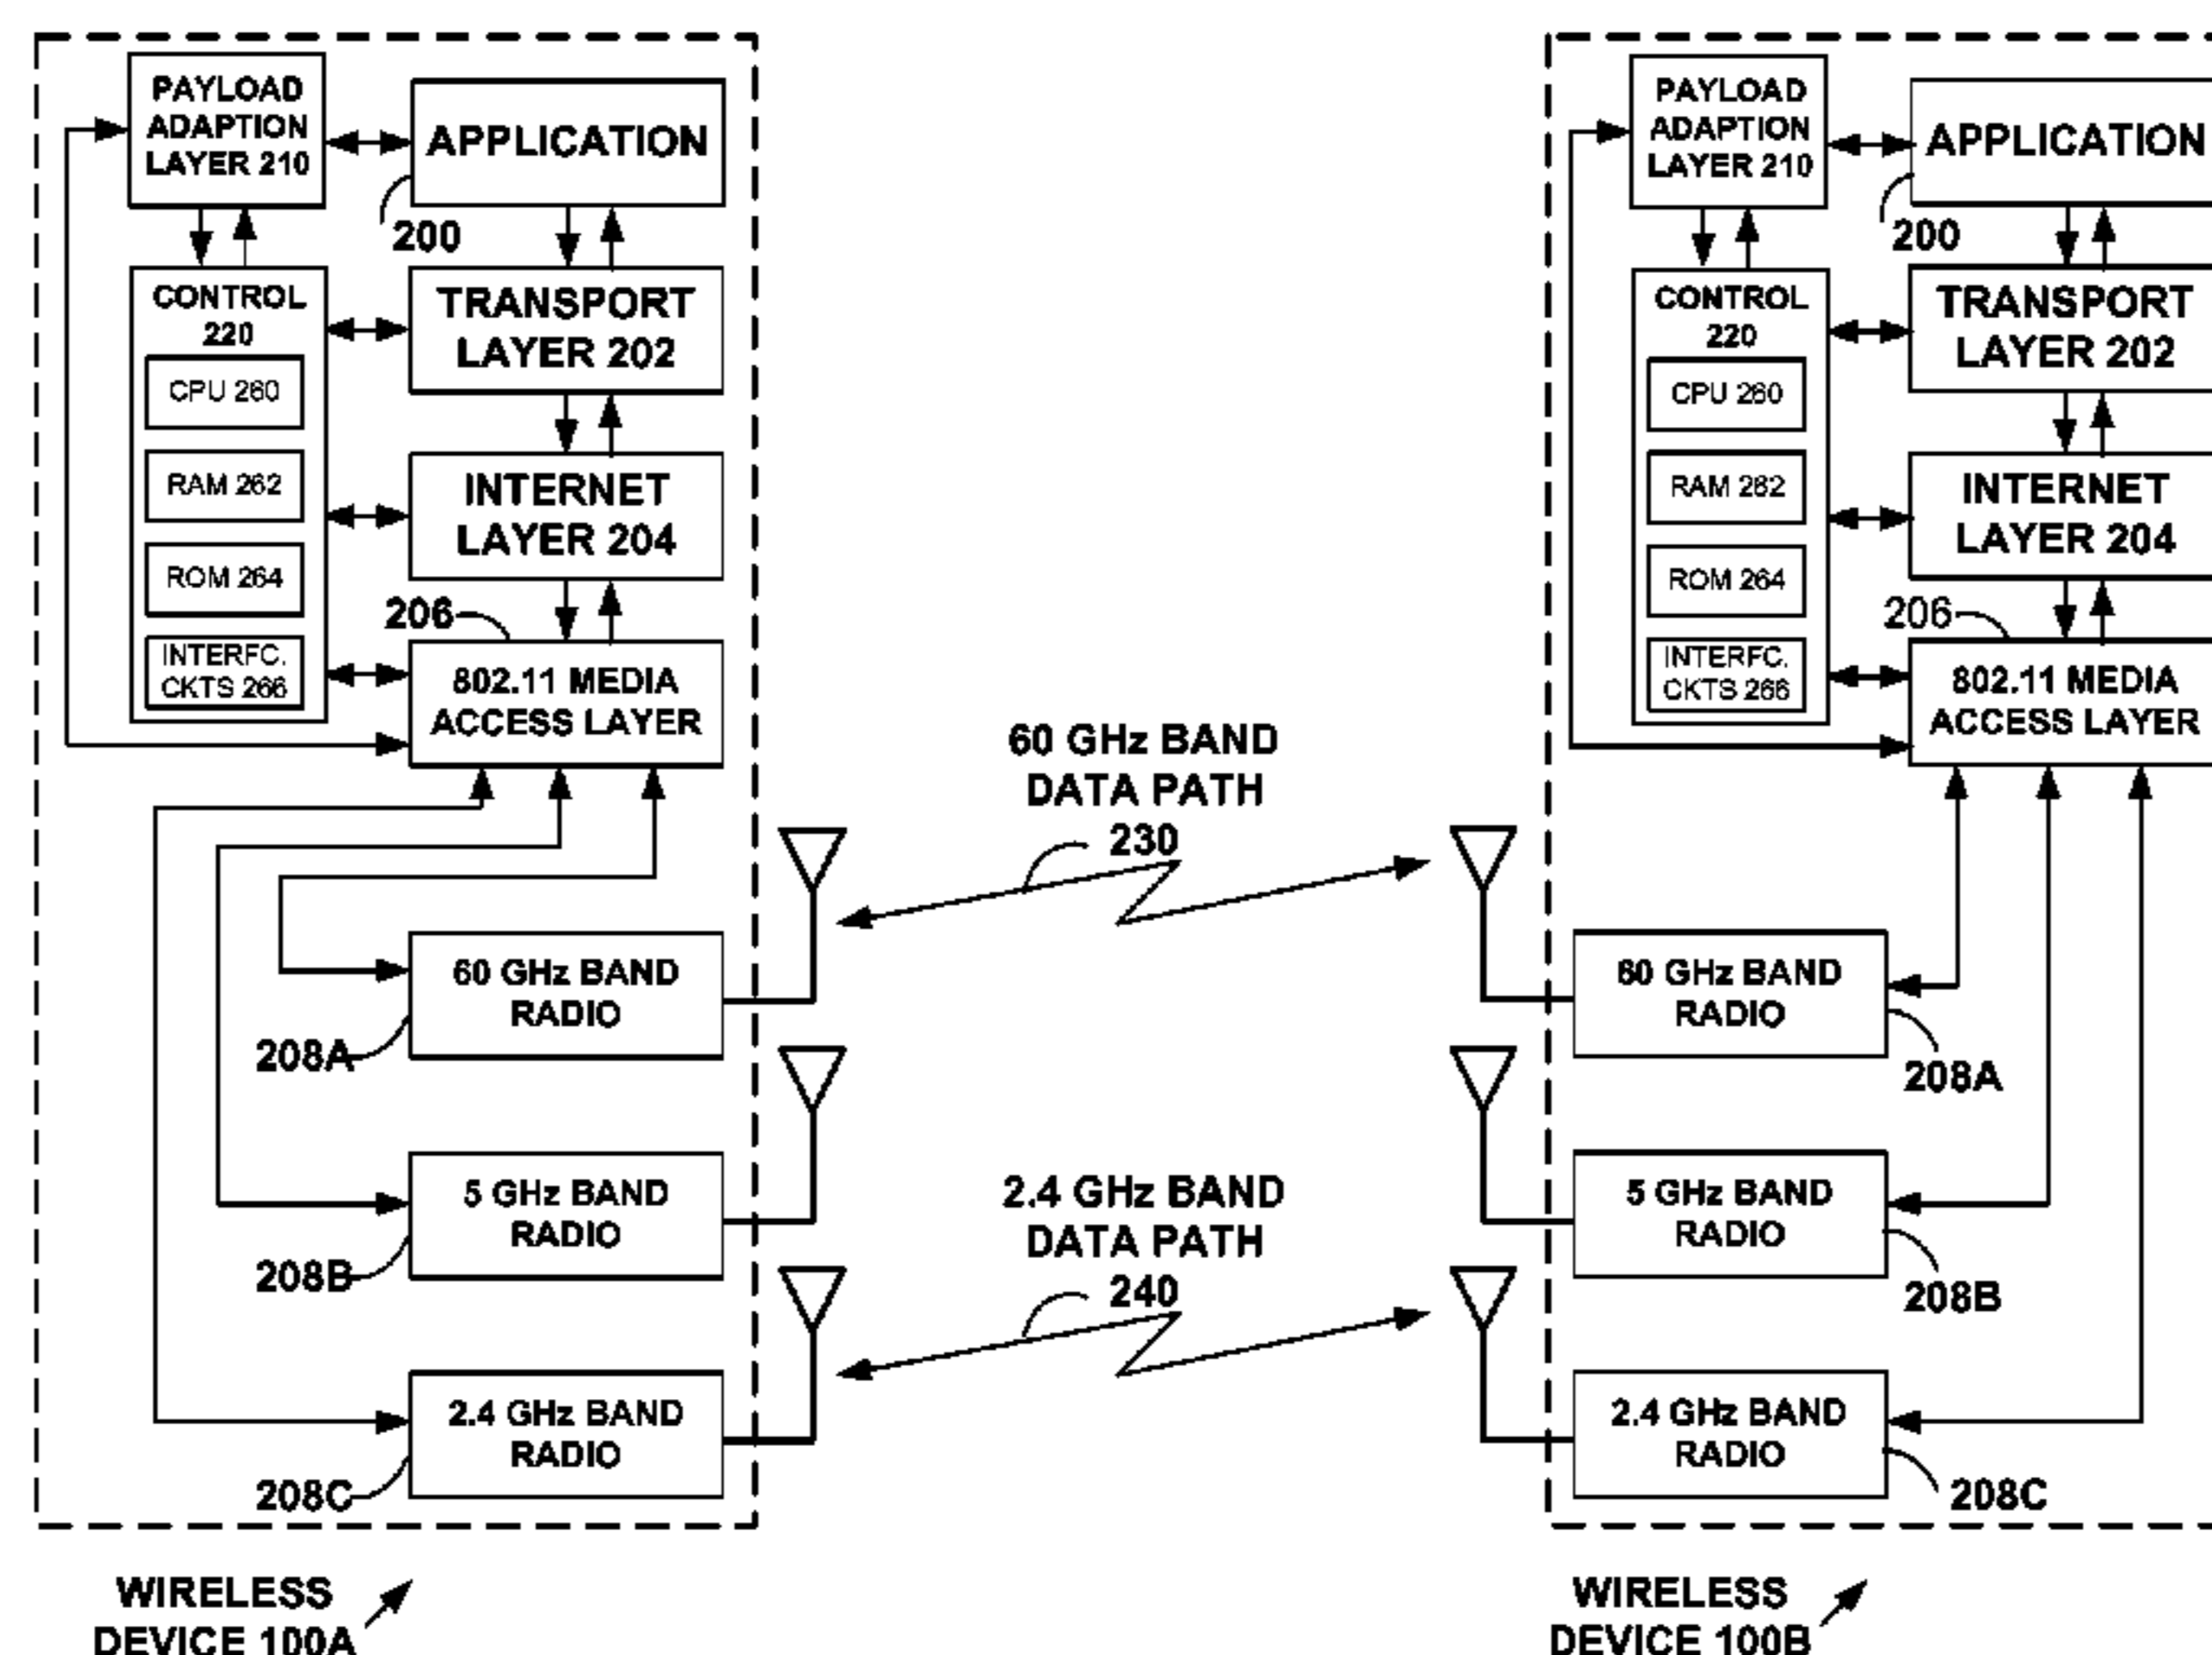 PAYLOAD
ADAPTION
LAYER 210
APPLICATION
200
CONTROL
220
CPU 260
RAM 262
ROM 264
INTERFC.
CKTS 266
TRANSPORT
LAYER 202
INTERNET
LAYER 204
206
802.11 MEDIA
ACCESS LAYER
60 GHz BAND
RADIO
208A
5 GHz BAND
RADIO
208B
2.4 GHz BAND
RADIO
208C
WIRELESS
DEVICE 100A
60 GHz BAND
DATA PATH
230
2.4 GHz BAND
DATA PATH
240
PAYLOAD
ADAPTION
LAYER 210
APPLICATION
200
CONTROL
220
CPU 260
RAM 262
ROM 264
INTERFC.
CKTS 266
TRANSPORT
LAYER 202
INTERNET
LAYER 204
206
802.11 MEDIA
ACCESS LAYER
60 GHz BAND
RADIO
208A
5 GHz BAND
RADIO
208B
2.4 GHz BAND
RADIO
208C
WIRELESS
DEVICE 100B